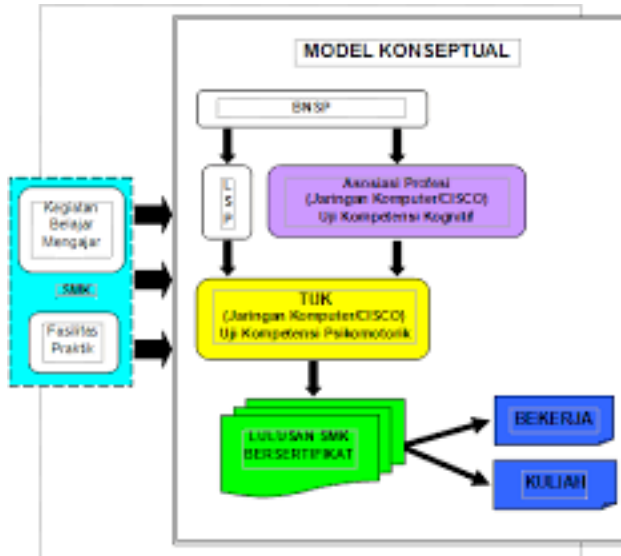 MODEL KONSEPTUAL
BNSP
L
S
P
Asosiasi Profesi
(Jaringan Komputer/CISCO)
Uji Kompetensi Kognitif
Kegiatan
Belajar
Mengajar
SMK
Fasilitas
Praktik
TUK
(Jaringan Komputer/CISCO)
Uji Kompetensi Psikomotorik
LULUSAN SMK
BERSERTIFIKAT
BEKERJA
KULIAH